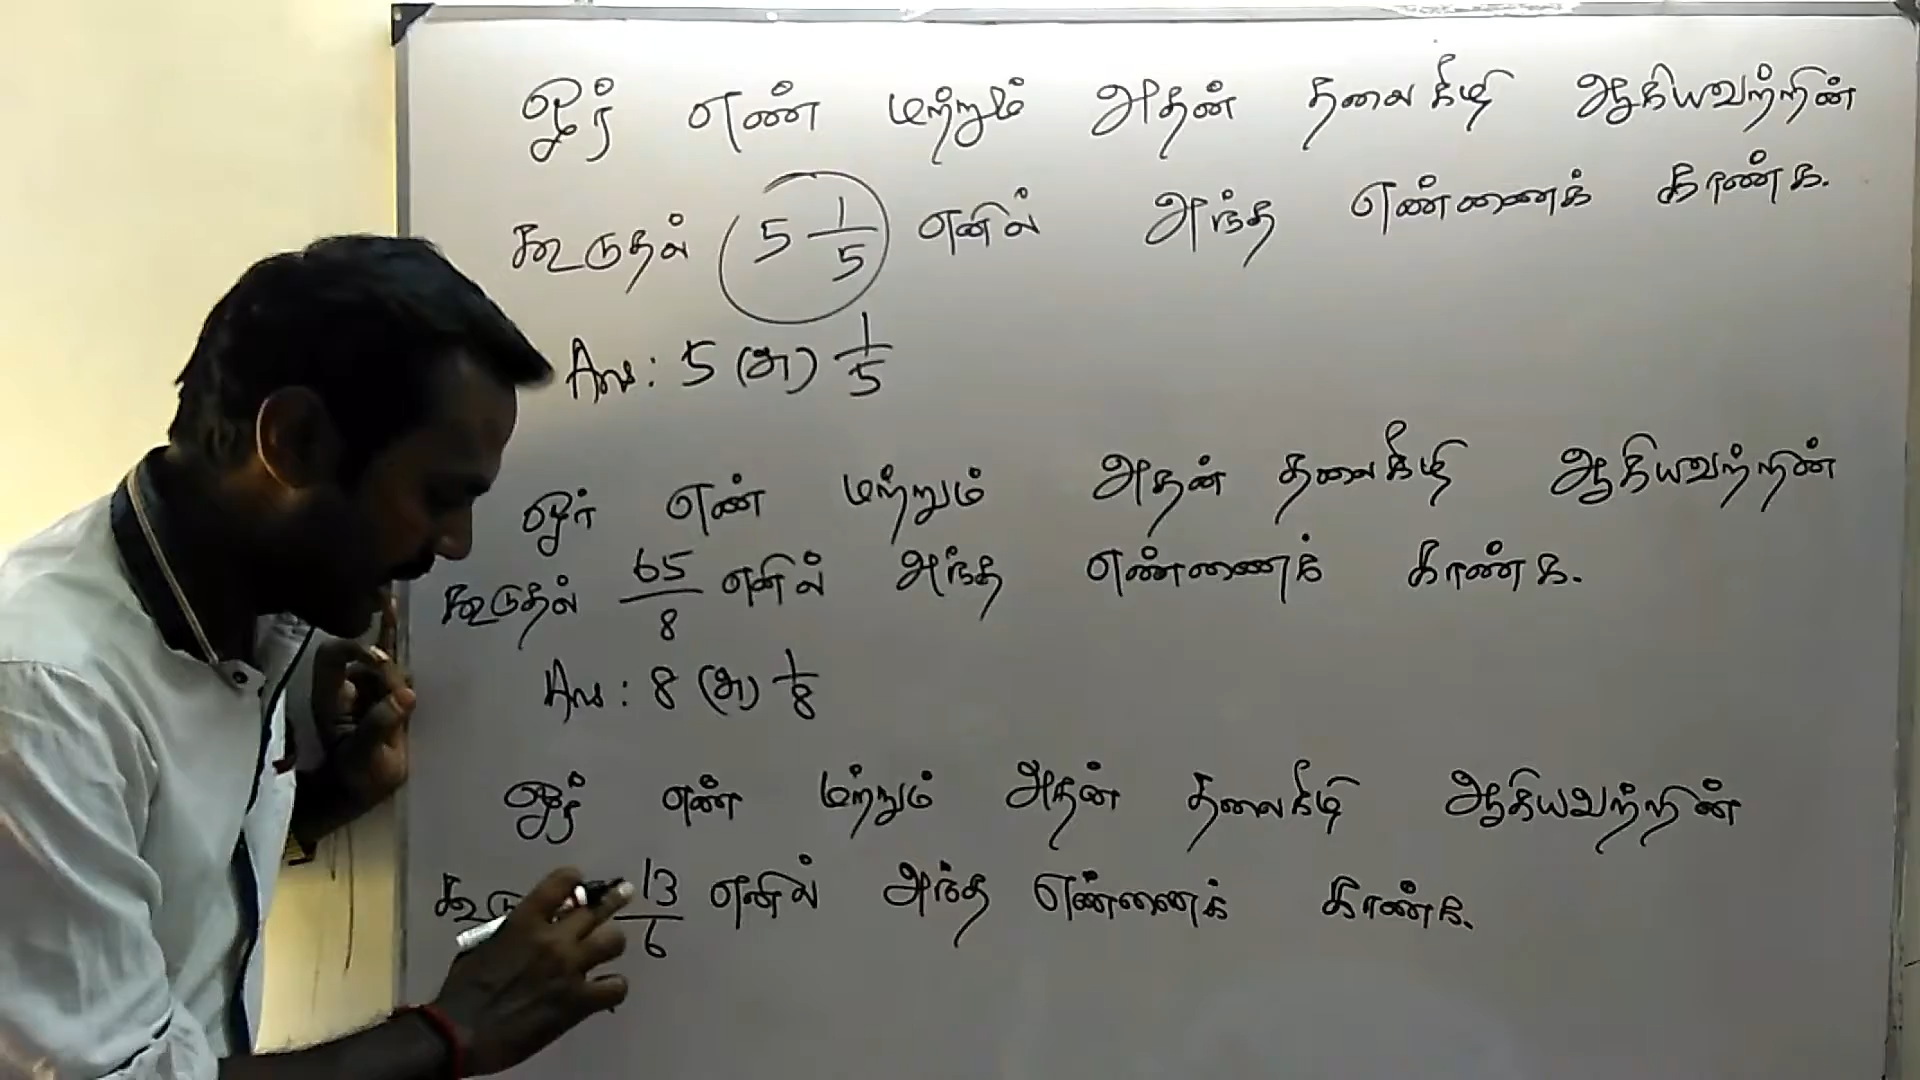 ஓர் எண் மற்றும் அதன் தலைகீழி ஆகியவற்றின்
கூடுதல் 5 1/5 எனில் அந்த எண்ணைக் காண்க.
Ans: 5 (அ) 1/5
ஓர் எண் மற்றும் அதன் தலைகீழி ஆகியவற்றின்
கூடுதல் 65/8 எனில் அந்த எண்ணைக் காண்க.
Ans: 8 (அ) 1/8
ஓர் எண் மற்றும் அதன் தலைகீழி ஆகியவற்றின்
13/6 எனில் அந்த எண்ணைக் காண்க.